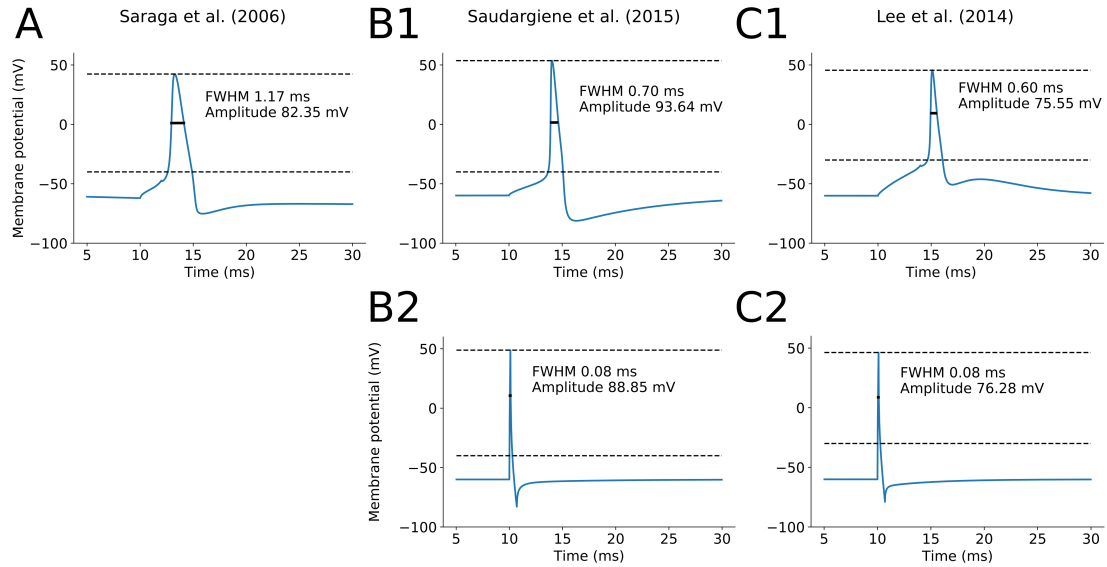 Saraga et al. (2006)
A
Membrane potential (mV)
50
0
−50
−100
FWHM 1.17 ms
Amplitude 82.35 mV
5 10 15 20 25 30
Time (ms)
Saudargiene et al. (2015)
B1
50
0
−50
−100
FWHM 0.70 ms
Amplitude 93.64 mV
5 10 15 20 25 30
Time (ms)
Lee et al. (2014)
C1
50
0
−50
−100
FWHM 0.60 ms
Amplitude 75.55 mV
5 10 15 20 25 30
Time (ms)
B2
Membrane potential (mV)
50
0
−50
−100
FWHM 0.08 ms
Amplitude 88.85 mV
5 10 15 20 25 30
Time (ms)
C2
50
0
−50
−100
FWHM 0.08 ms
Amplitude 76.28 mV
5 10 15 20 25 30
Time (ms)